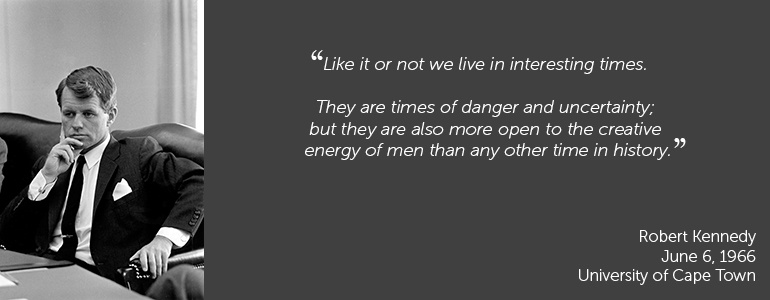 “Like it or not we live in interesting times.
They are times of danger and uncertainty;
but they are also more open to the creative
energy of men than any other time in history.”
Robert Kennedy
June 6, 1966
University of Cape Town